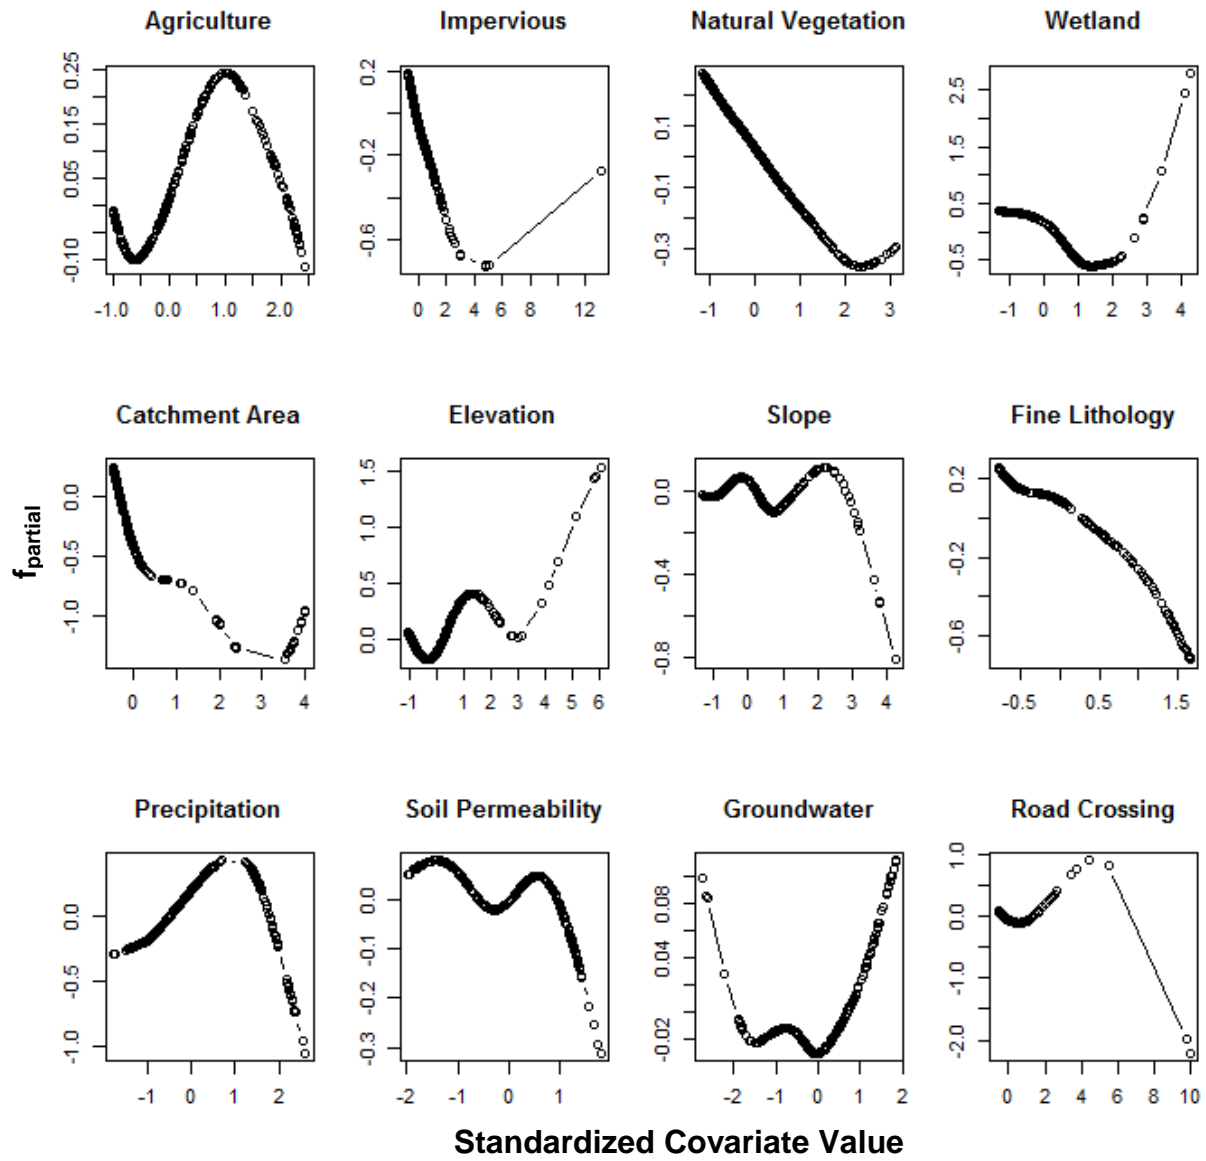 Agriculture Impervious Natural Vegetation Wetland
0.25 0.15 0.05 -0.10
0.2 -0.2 -0.6
0.1 -0.1 -0.3
2.5 1.5 0.5 -0.5
-1.0 0.0 1.0 2.0
0 2 4 6 8 12
-1 0 1 2 3
-1 0 1 2 3 4
Catchment Area Elevation Slope Fine Lithology
0.0 -0.5 -1.0
1.5 1.0 0.5 0.0
0.0 -0.4 -0.8
0.2 -0.2 -0.6
0 1 2 3 4
-1 0 1 2 3 4 5 6
-1 0 1 2 3 4
-0.5 0.5 1.5
fpartial
Precipitation Soil Permeability Groundwater Road Crossing
0.0 -0.5 -1.0
0.0 -0.1 -0.2 -0.3
0.08 0.04 -0.02
1.0 0.0 -1.0 -2.0
-1 0 1 2
-2 -1 0 1
-2 -1 0 1 2
0 2 4 6 8 10
Standardized Covariate Value